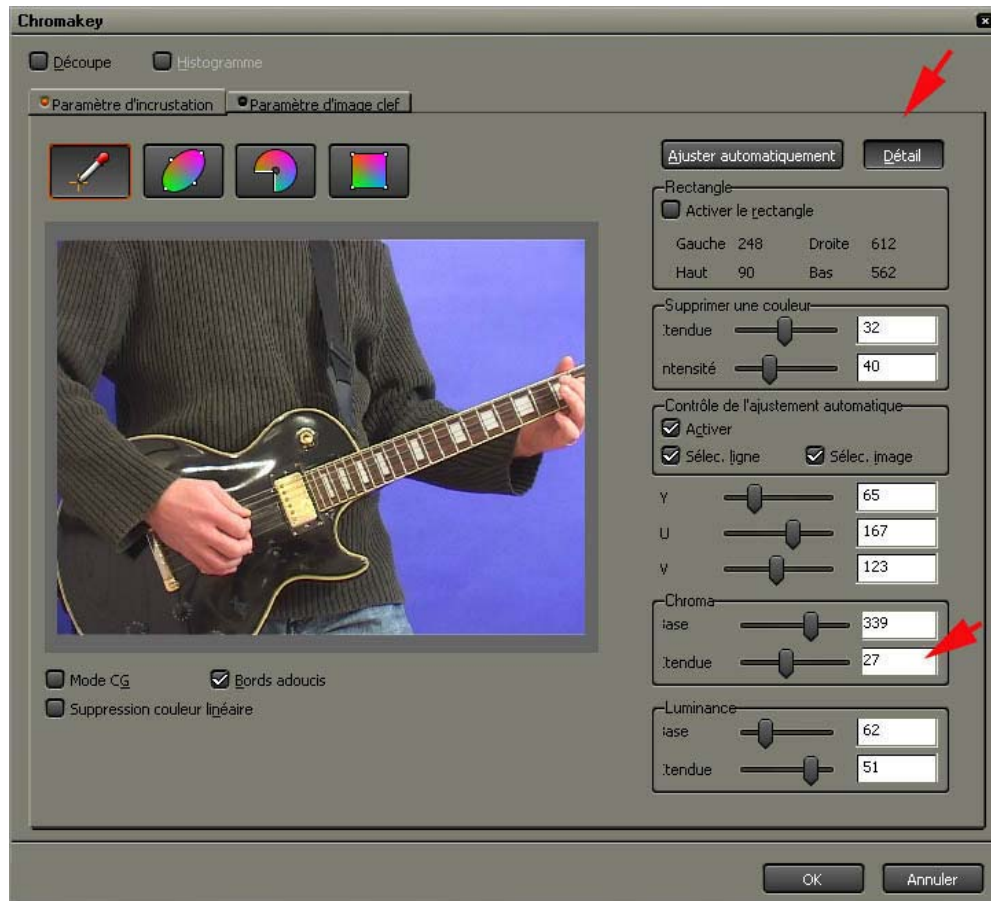 Chromakey
Découpe Histogramme
Paramètre d'incrustation Paramètre d'image clef
Ajuster automatiquement Détail
Rectangle
Activer le rectangle
Gauche 248 Droite 612
Haut 90 Bas 562
Supprimer une couleur
tendue 32
ntensité 40
Contrôle de l'ajustement automatique
Activer
Sélec. ligne Sélec. image
Y 65
U 167
V 123
Chroma
ase 339
tendue 27
Luminance
ase 62
tendue 51
Mode CG Bords adoucis
Suppression couleur linéaire
OK Annuler